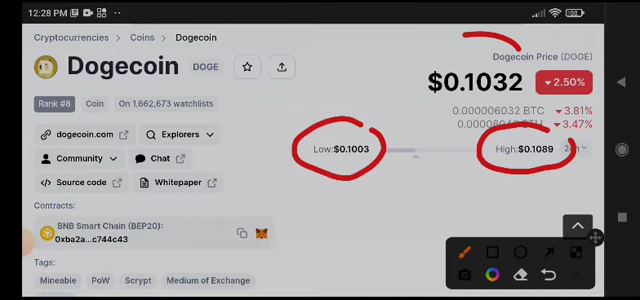 12:28 PM
Cryptocurrencies > Coins > Dogecoin
Dogecoin DOGE
Dogecoin Price (DOGE)
$0.1032 2.50%
Rank #8 Coin On 1,662,673 watchlists
0.000006032 BTC 3.81%
ETH 3.47%
dogecoin.com Explorers
Low:$0.1003 High:$0.1089 24h
Community Chat
Source code Whitepaper
Contracts:
BNB Smart Chain (BEP20):
0xba2a...c744c43
Tags:
Mineable PoW Scrypt Medium of Exchange